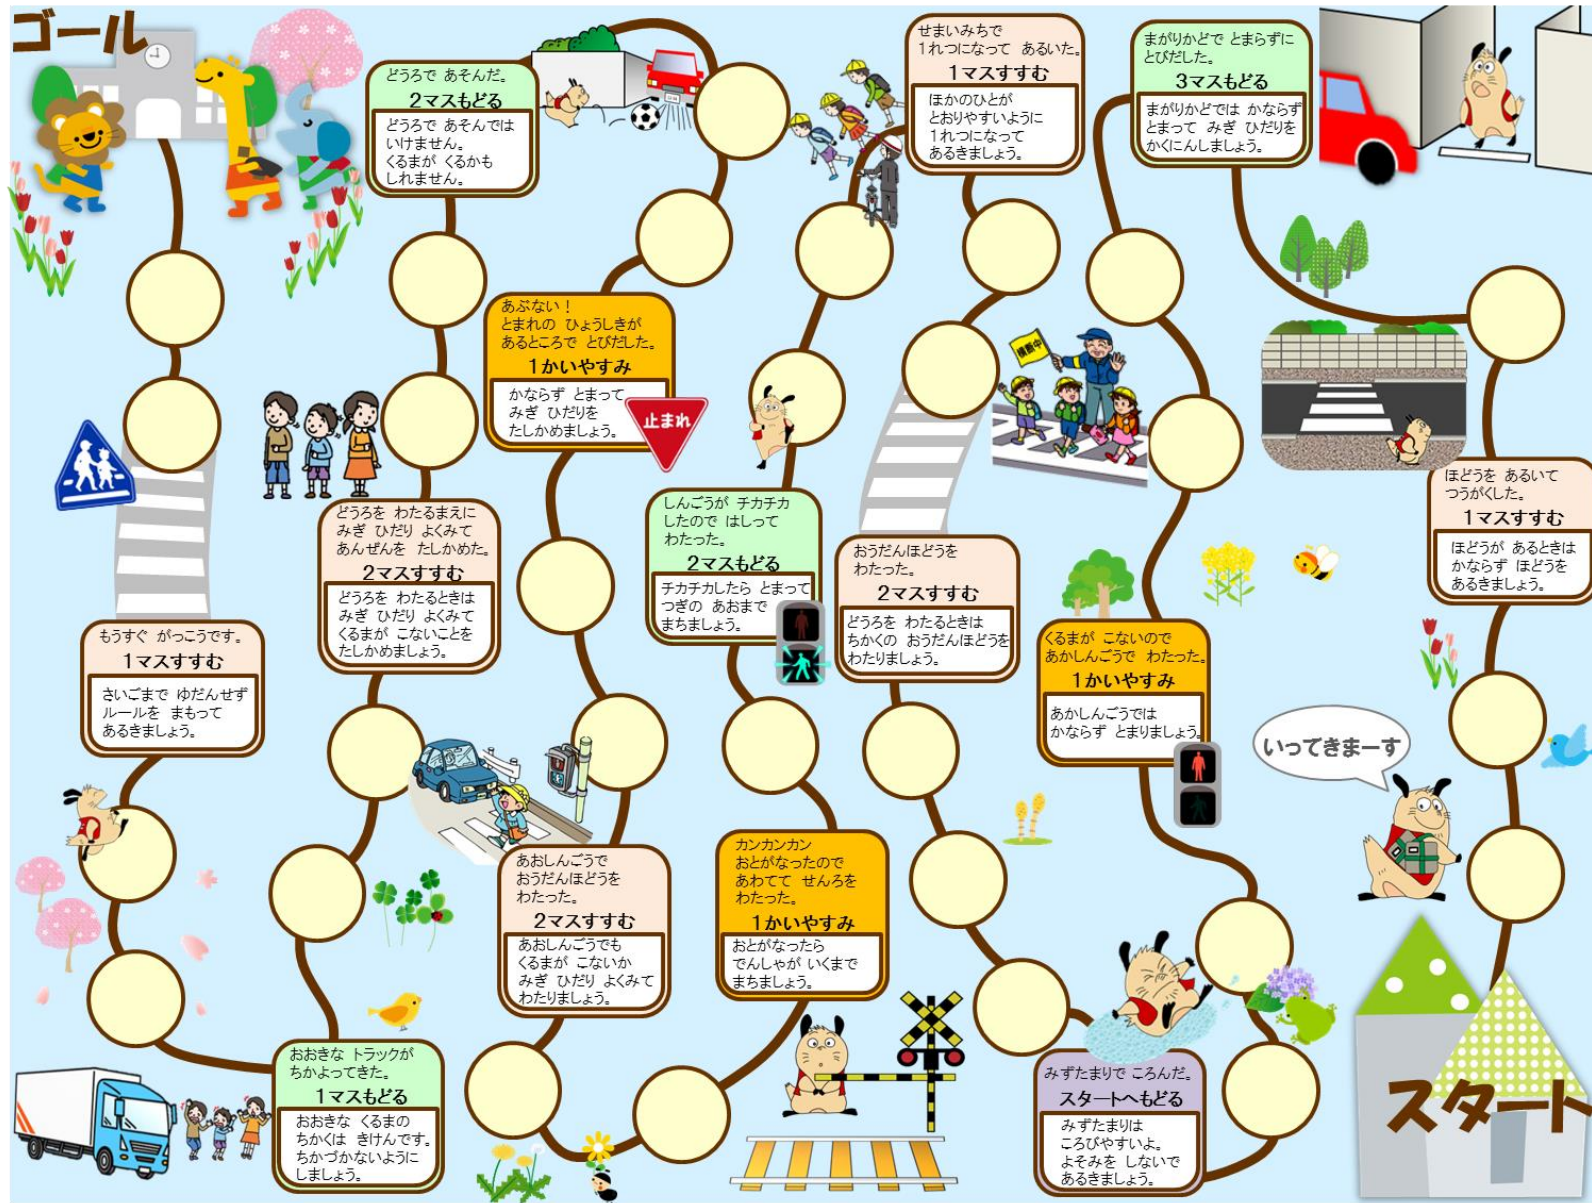 ゴール
どうろで あそんだ。
2マスもどる
どうろで あそんでは
いけません。
くるまが くるかも
しれません。
せまいみちで
1れつになって あるいた。
1マスすすむ
ほかのひとが
とおりやすいように
1れつになって
あるきましょう。
まがりかどで とまらずに
とびだした。
3マスもどる
まがりかどでは かならず
とまって みぎ ひだりを
かくにんしましょう。
あぶない！
とまれの ひょうしきが
あるところで とびだした。
1かいやすみ
かならず とまって
みぎ ひだりを
たしかめましょう。
止まれ
横断中
ほどうを あるいて
つうがくした。
1マスすすむ
ほどうが あるときは
かならず ほどうを
あるきましょう。
どうろを わたるまえに
みぎ ひだり よくみて
あんぜんを たしかめた。
2マスすすむ
どうろを わたるときは
みぎ ひだり よくみて
くるまが こないことを
たしかめましょう。
しんごうが チカチカ
したので はしって
わたった。
2マスもどる
チカチカしたら とまって
つぎの あおまで
まちましょう。
おうだんほどうを
わたった。
2マスすすむ
どうろを わたるときは
ちかくの おうだんほどうを
わたりましょう。
もうすぐ がっこうです。
1マスすすむ
さいごまで ゆだんせず
ルールを まもって
あるきましょう。
くるまが こないので
あかしんごうで わたった。
1かいやすみ
あかしんごうでは
かならず とまりましょう。
いってきまーす
あおしんごうで
おうだんほどうを
わたった。
2マスすすむ
あおしんごうでも
くるまが こないか
みぎ ひだり よくみて
わたりましょう。
カンカンカン
おとがなったので
あわてて せんろを
わたった。
1かいやすみ
おとがなったら
でんしゃが いくまで
まちましょう。
おおきな トラックが
ちかよってきた。
1マスもどる
おおきな くるまの
ちかくは きけんです。
ちかづかないように
しましょう。
みずたまりで ころんだ。
スタートへもどる
みずたまりは
ころびやすいよ。
よそみを しないで
あるきましょう。
スタート